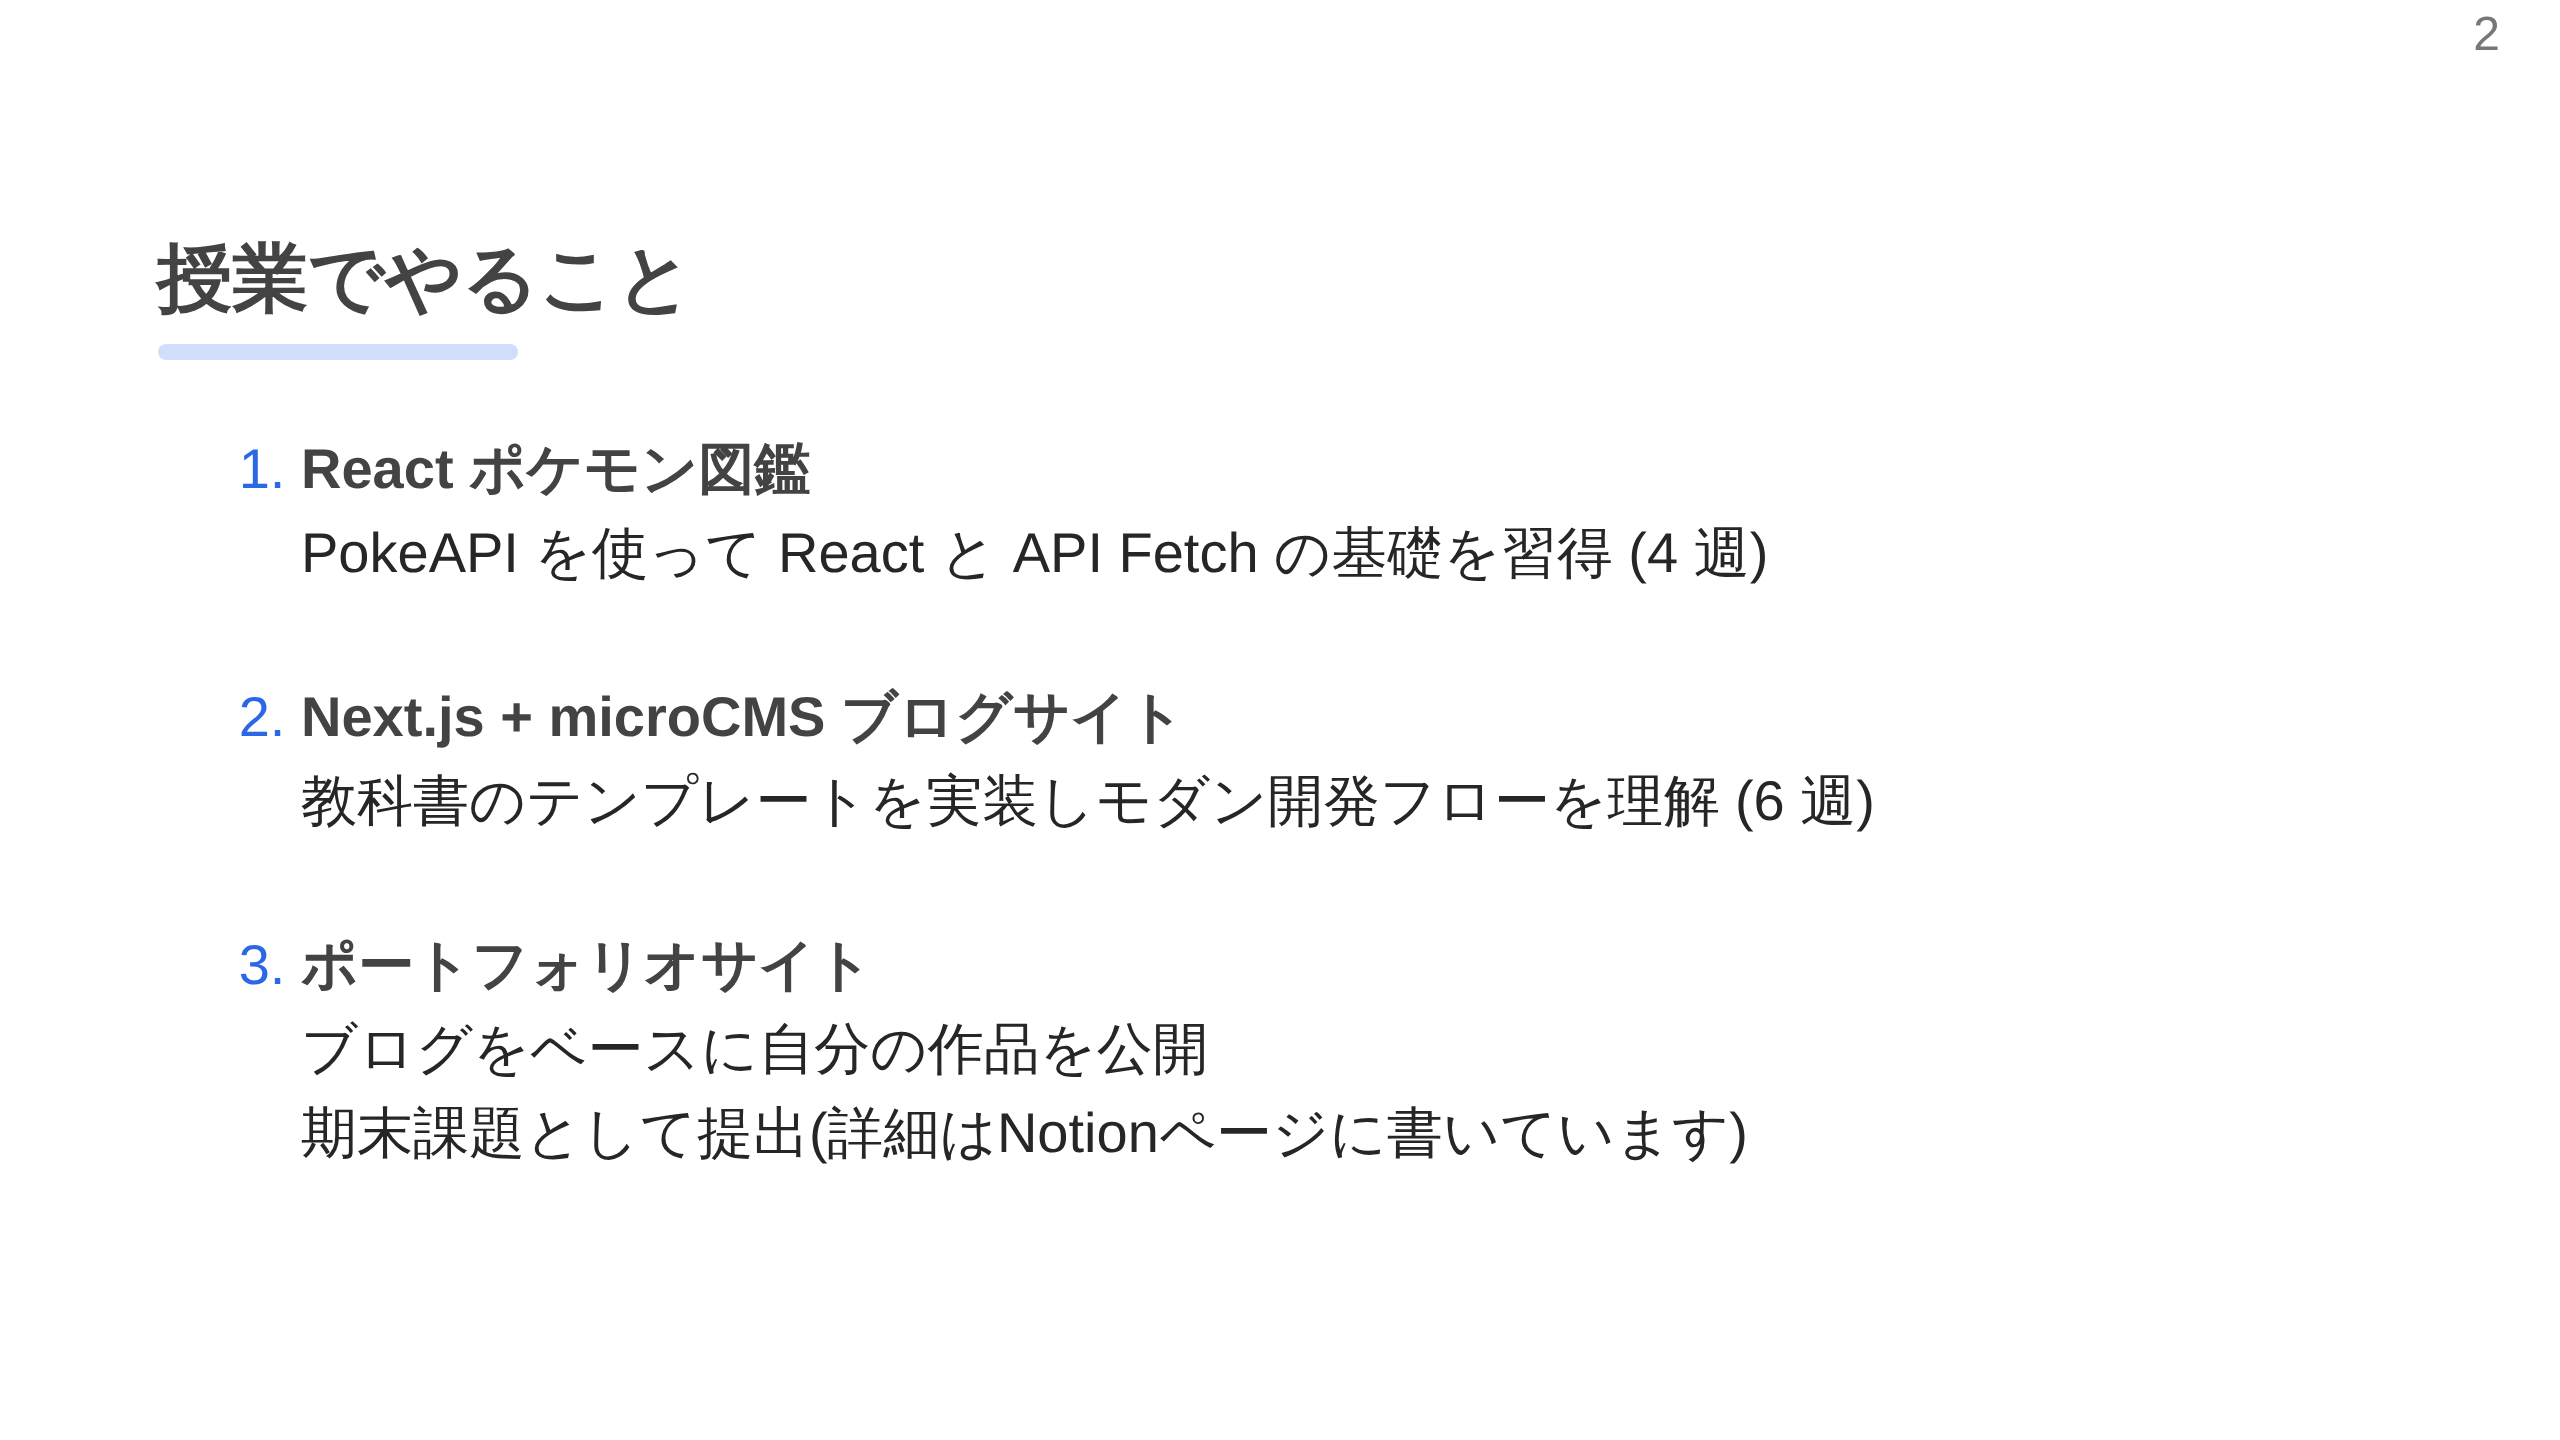 2
授業でやること
1. React ポケモン図鑑
PokeAPI を使って React と API Fetch の基礎を習得 (4 週)
2. Next.js + microCMS ブログサイト
教科書のテンプレートを実装しモダン開発フローを理解 (6 週)
3. ポートフォリオサイト
ブログをベースに自分の作品を公開
期末課題として提出(詳細はNotionページに書いています)